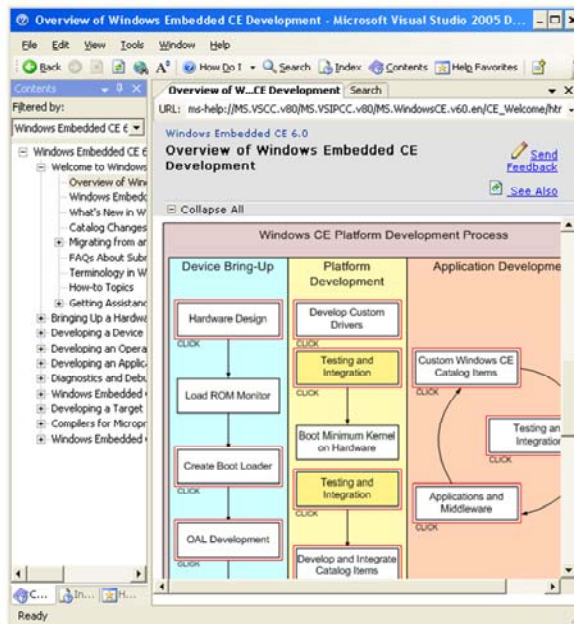 Overview of Windows Embedded CE Development - Microsoft Visual Studio 2005 D...
File Edit View Tools Window Help
Back How Do I Search Index Contents Help Favorites
Contents
Overview of W...CE Development Search
Filtered by:
URL: ms-help://MS.VSCC.v80/MS.VSIPCC.v80/MS.WindowsCE.v60.en/CE_Welcome/htr
Windows Embedded CE 6
Windows Embedded CE 6.0
Overview of Windows Embedded CE
Development
Send
Feedback
See Also
Collapse All
Windows Embedded CE 6
Welcome to Windows
Overview of Win
Windows Embedd
What's New in W
Catalog Changes
Migrating from ar
FAQs About Subr
Terminology in W
How-to Topics
Getting Assistanc
Bringing Up a Hardwa
Developing a Device
Developing an Opera
Developing an Applic
Diagnostics and Debu
Windows Embedded
Developing a Target
Compilers for Micropr
Windows Embedded
Windows CE Platform Development Process
Device Bring-Up
Hardware Design
CLICK
Load ROM Monitor
Create Boot Loader
CLICK
OAL Development
CLICK
Platform
Development
Develop Custom
Drivers
CLICK
Testing and
Integration
CLICK
Boot Minimum Kernel
on Hardware
Testing and
Integration
CLICK
Develop and Integrate
Catalog Items
Application Developme
Custom Windows CE
Catalog Items
CLICK
Testing an
Integration
CLICK
Applications and
Middleware
CLICK
C... In... H...
Ready